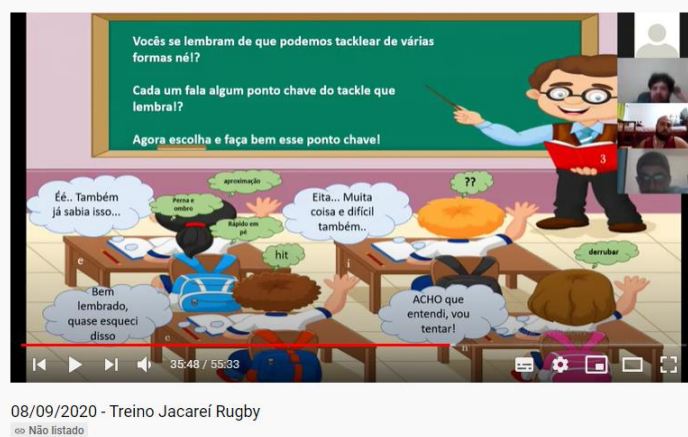 Vocês se lembram de que podemos tacklear de várias
formas né!?
Cada um fala algum ponto chave do tackle que
lembra!?
Agora escolha e faça bem esse ponto chave!
3
Éé.. Também
já sabia isso...
aproximação
Perna e
ombro
Rápido em
pé
Eita... Muita
coisa e difícil
também..
??
hit
derrubar
e
i
Bem
lembrado,
quase esqueci
disso
ACHO que
entendi, vou
tentar!
e
n
35:48 / 55:33
08/09/2020 - Treino Jacareí Rugby
Não listado